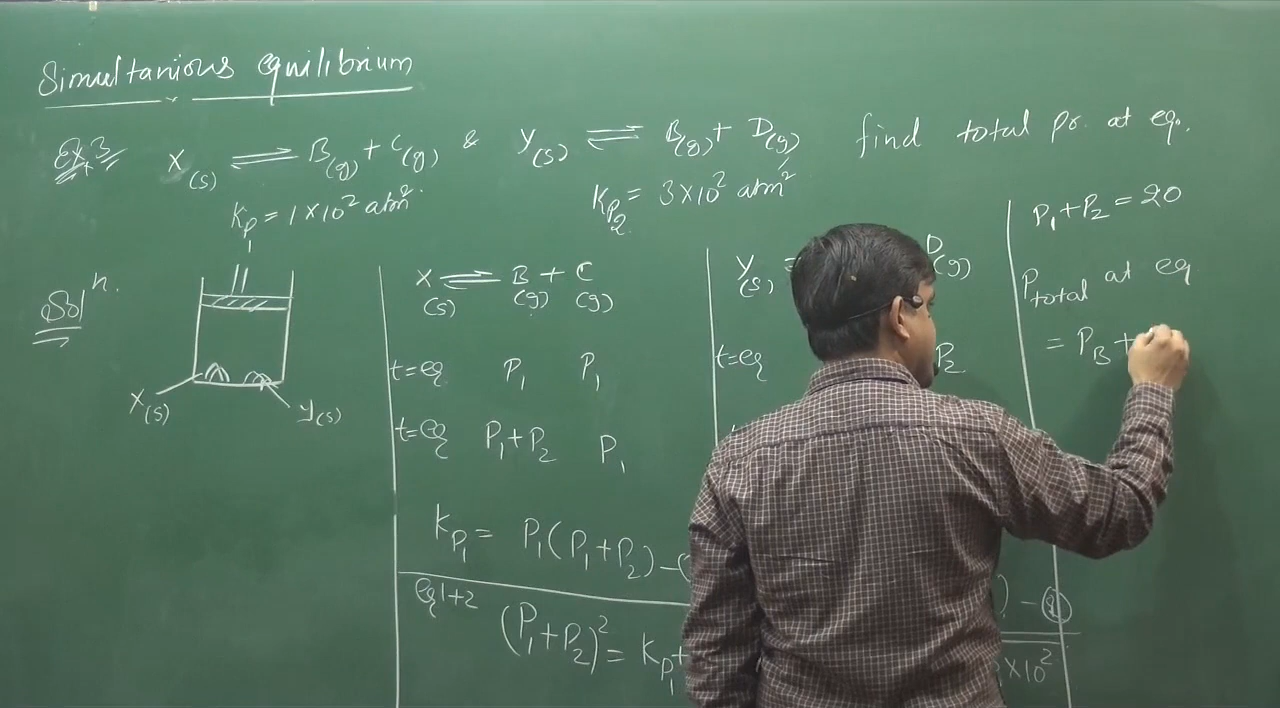 Simultanious equilibrium
Ex.3 X(s) ⇌ B(g) + C(g) & Y(s) ⇌ B(g) + D(g) find total pr. at eq.
KP1 = 1×10² atm² KP2 = 3×10² atm²
Solⁿ.
X(s)
Y(s)
X(s) ⇌ B(g) + C(g)
t=eq P1 P1
t=eq P1+P2 P1
KP1 = P1(P1+P2) –
eq 1+2
(P1+P2)² = KP1 +
Y(s)
D(g)
t=eq P2
) – 2
×10²
P1+P2 = 20
Ptotal at eq
= PB +